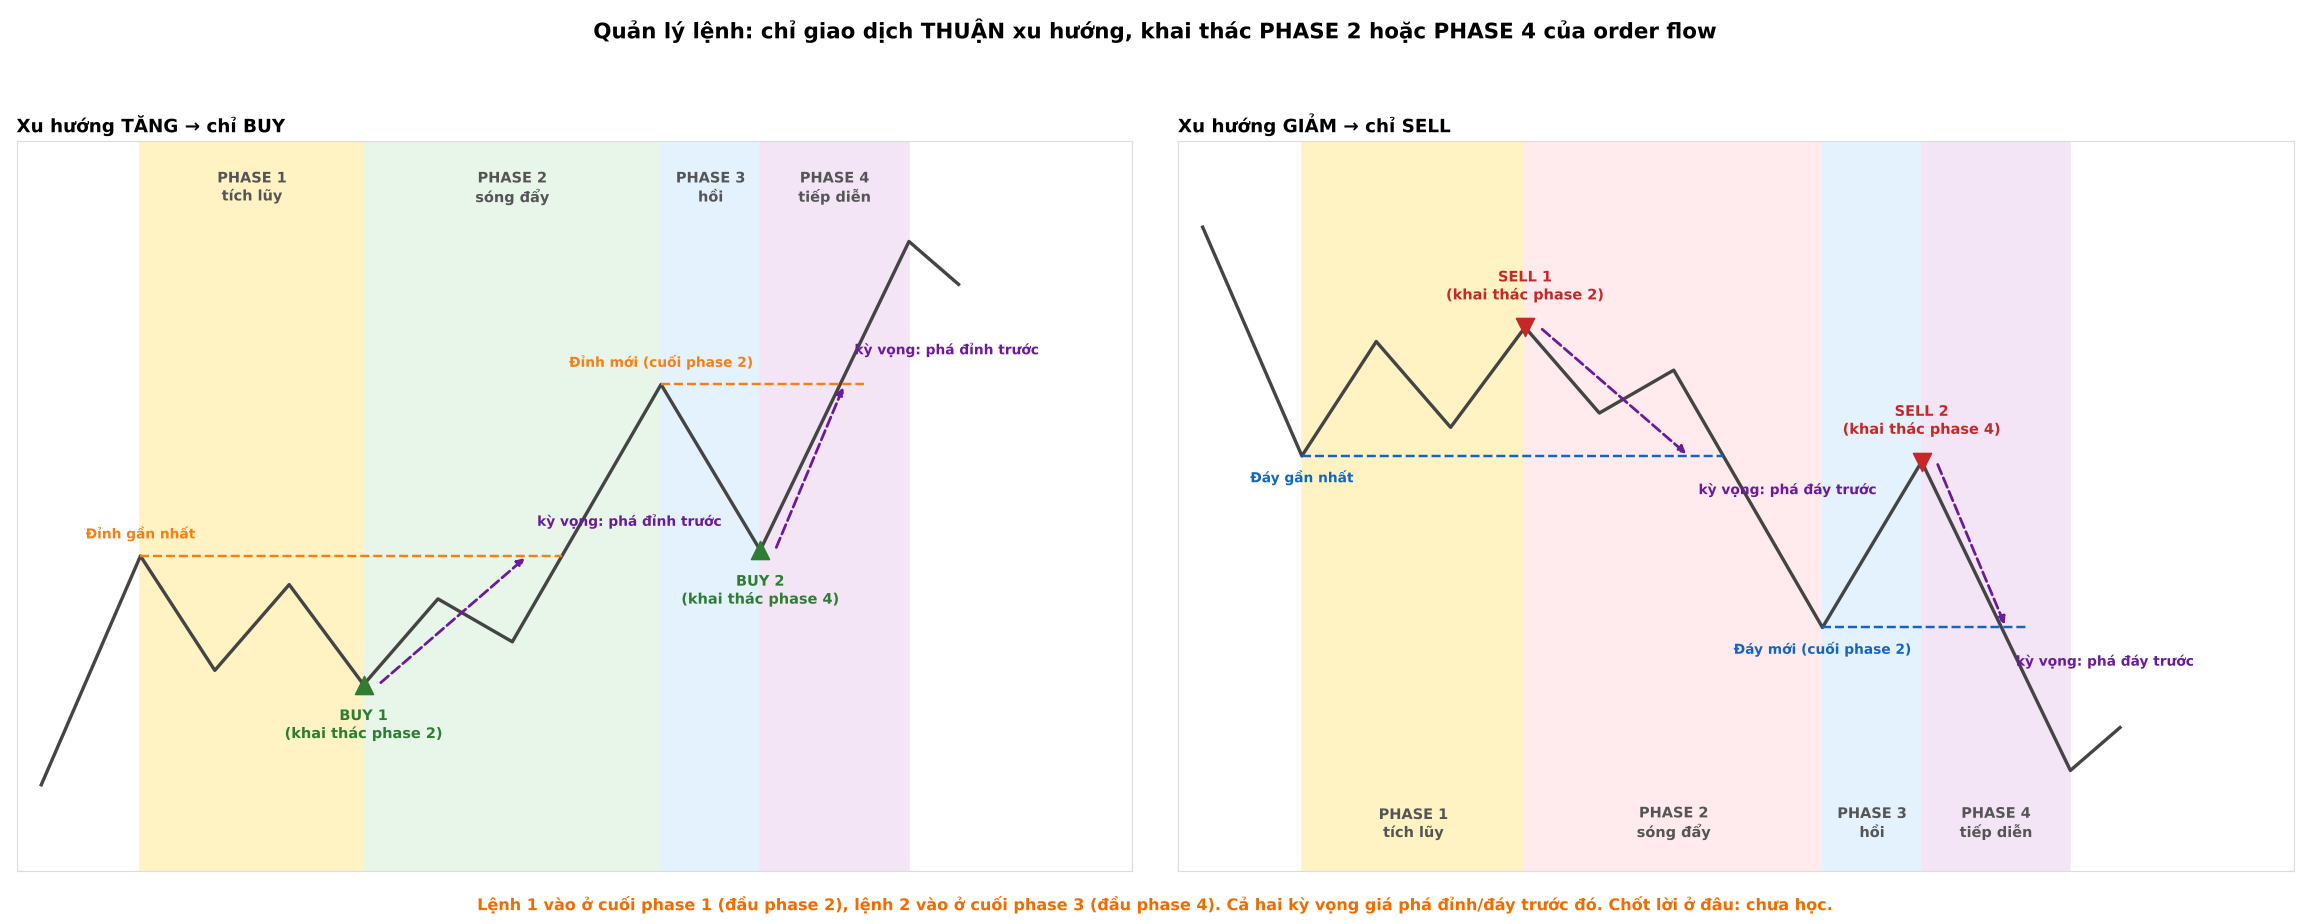 Quản lý lệnh: chỉ giao dịch THUẬN xu hướng, khai thác PHASE 2 hoặc PHASE 4 của order flow
Xu hướng TĂNG → chỉ BUY
PHASE 1
tích lũy
PHASE 2
sóng đẩy
PHASE 3
hồi
PHASE 4
tiếp diễn
kỳ vọng: phá đỉnh trước
Đỉnh mới (cuối phase 2)
kỳ vọng: phá đỉnh trước
Đỉnh gần nhất
BUY 2
(khai thác phase 4)
BUY 1
(khai thác phase 2)
Xu hướng GIẢM → chỉ SELL
SELL 1
(khai thác phase 2)
SELL 2
(khai thác phase 4)
Đáy gần nhất
kỳ vọng: phá đáy trước
Đáy mới (cuối phase 2)
kỳ vọng: phá đáy trước
PHASE 1
tích lũy
PHASE 2
sóng đẩy
PHASE 3
hồi
PHASE 4
tiếp diễn
Lệnh 1 vào ở cuối phase 1 (đầu phase 2), lệnh 2 vào ở cuối phase 3 (đầu phase 4). Cả hai kỳ vọng giá phá đỉnh/đáy trước đó. Chốt lời ở đâu: chưa học.